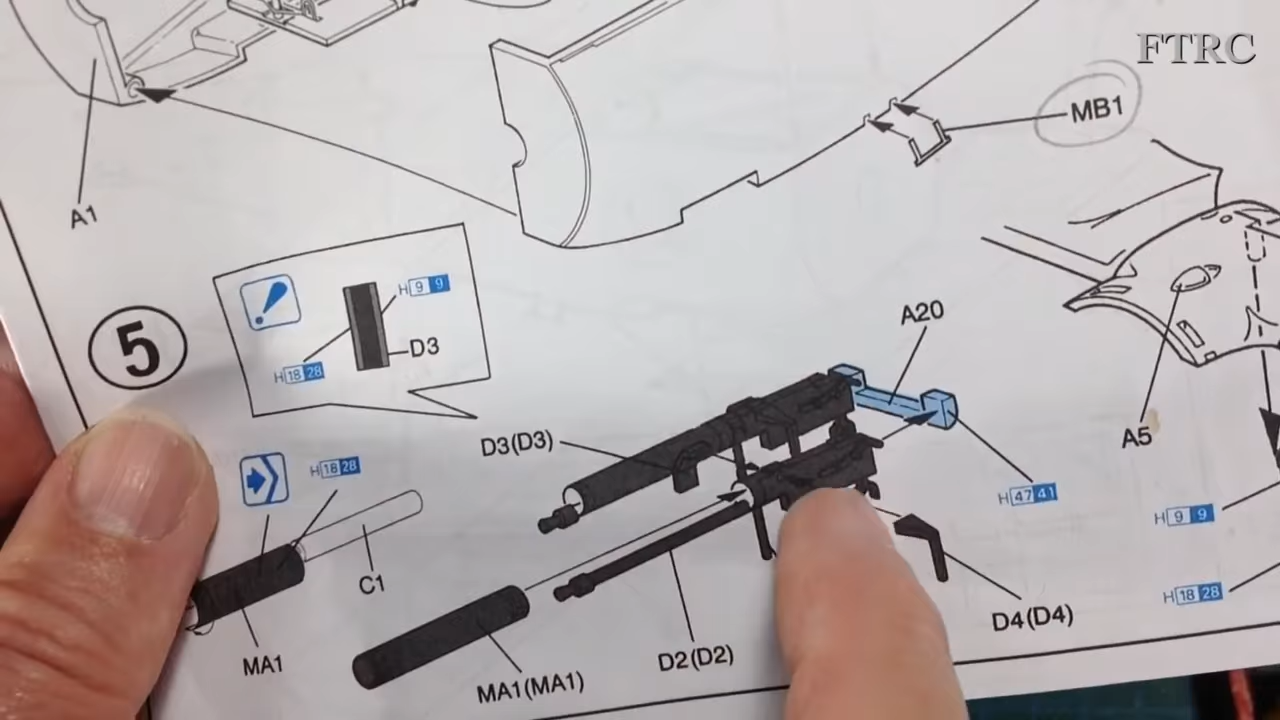 FTRC
MB1
A1
5
H 9 9
D3
H 18 28
A20
D3(D3)
A5
H 18 28
H 47 41
H 9 9
C1
H 18 28
D4(D4)
MA1
D2(D2)
MA1(MA1)